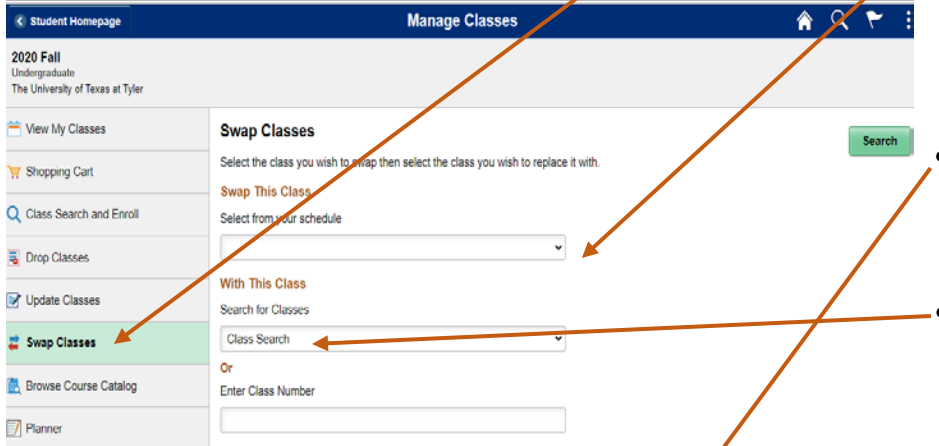 Student Homepage
Manage Classes
2020 Fall
Undergraduate
The University of Texas at Tyler
View My Classes
Shopping Cart
Class Search and Enroll
Drop Classes
Update Classes
Swap Classes
Browse Course Catalog
Planner
Swap Classes
Search
Select the class you wish to swap then select the class you wish to replace it with.
Swap This Class
Select from your schedule
With This Class
Search for Classes
Class Search
Or
Enter Class Number